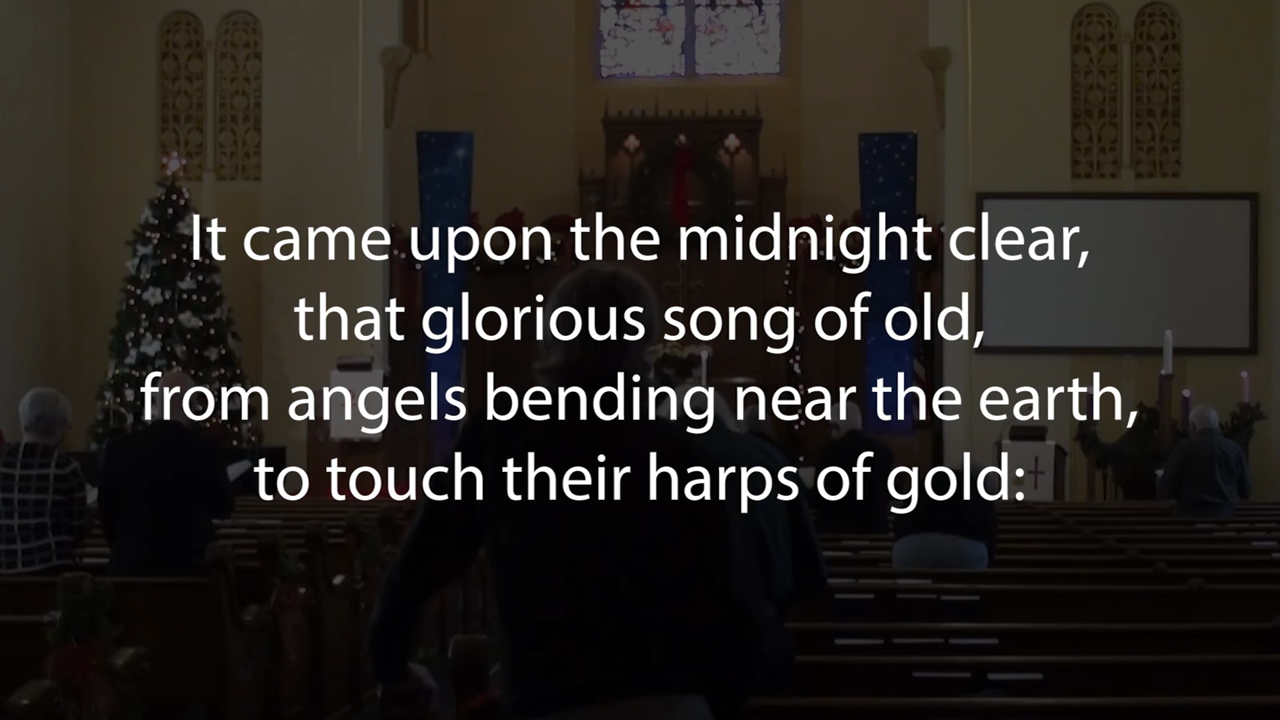 It came upon the midnight clear,
that glorious song of old,
from angels bending near the earth,
to touch their harps of gold: